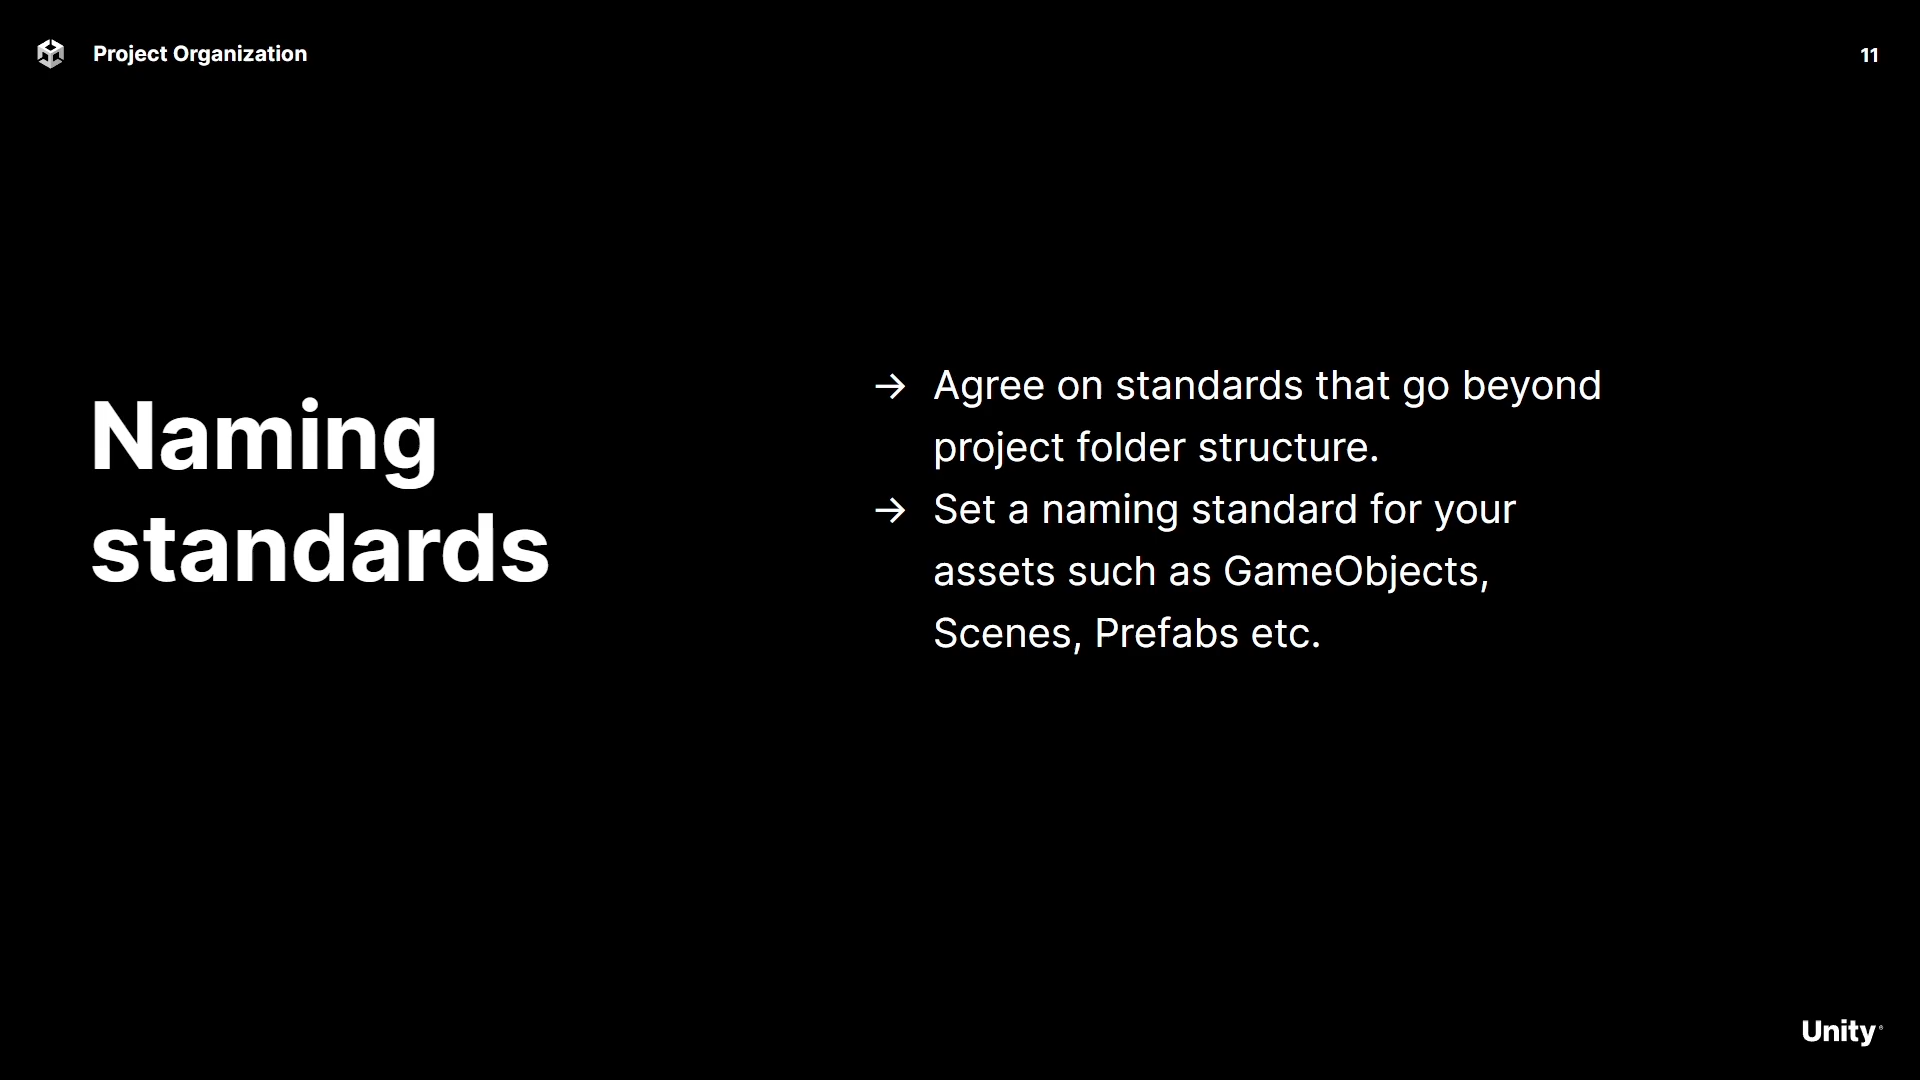 Project Organization
11
Naming
standards
→ Agree on standards that go beyond
project folder structure.
→ Set a naming standard for your
assets such as GameObjects,
Scenes, Prefabs etc.
Unity®